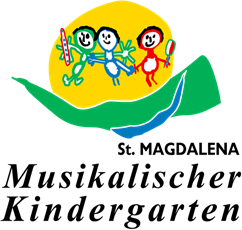 St. MAGDALENA
Musikalischer
Kindergarten